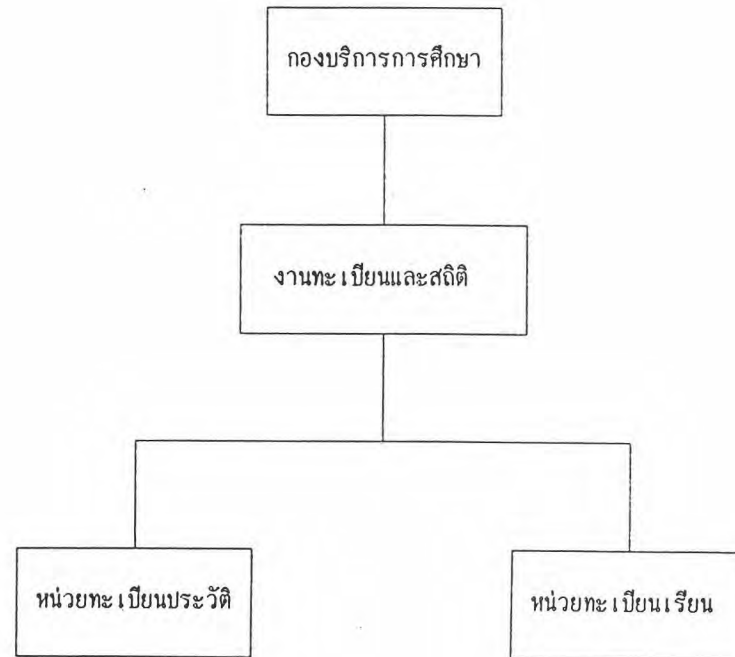 กองบริการการศึกษา
งานทะเบียนและสถิติ
หน่วยทะเบียนประวัติ
หน่วยทะเบียนเรียน